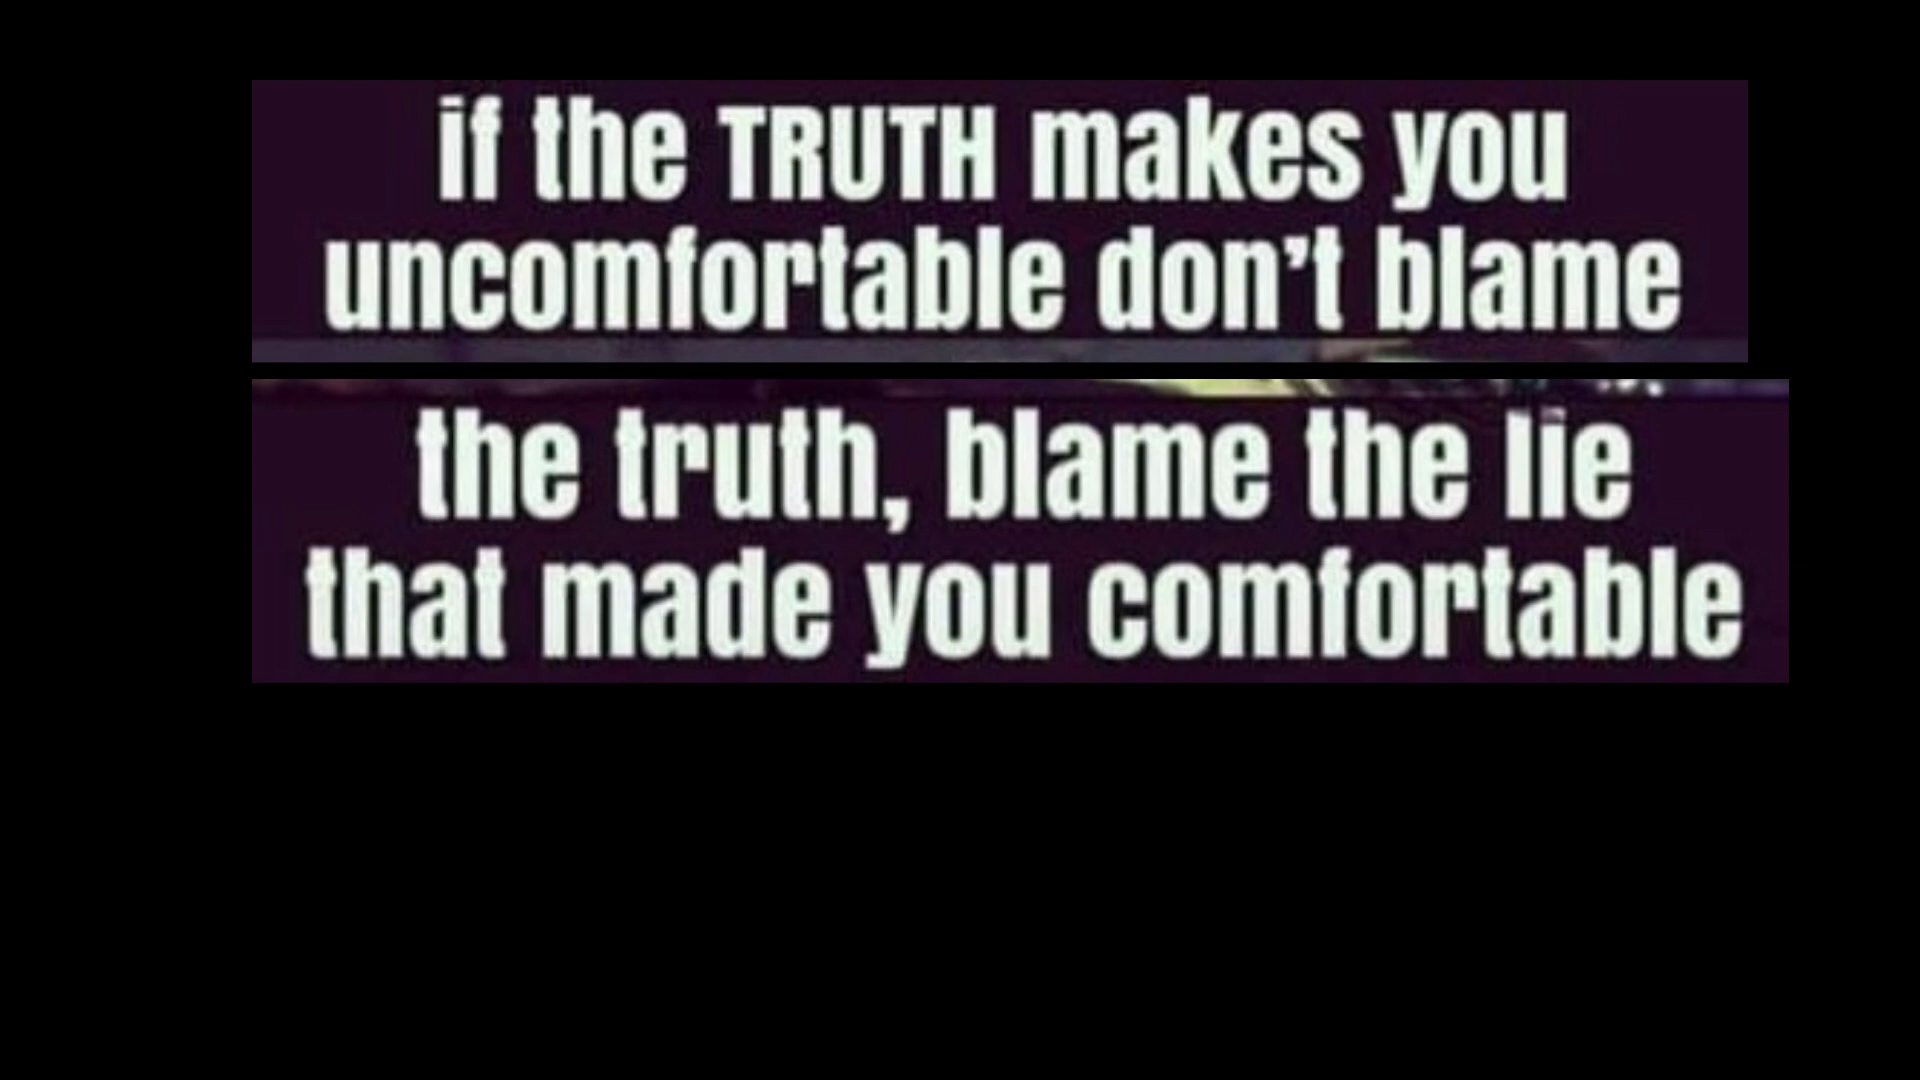 if the TRUTH makes you
uncomfortable don't blame
the truth, blame the lie
that made you comfortable